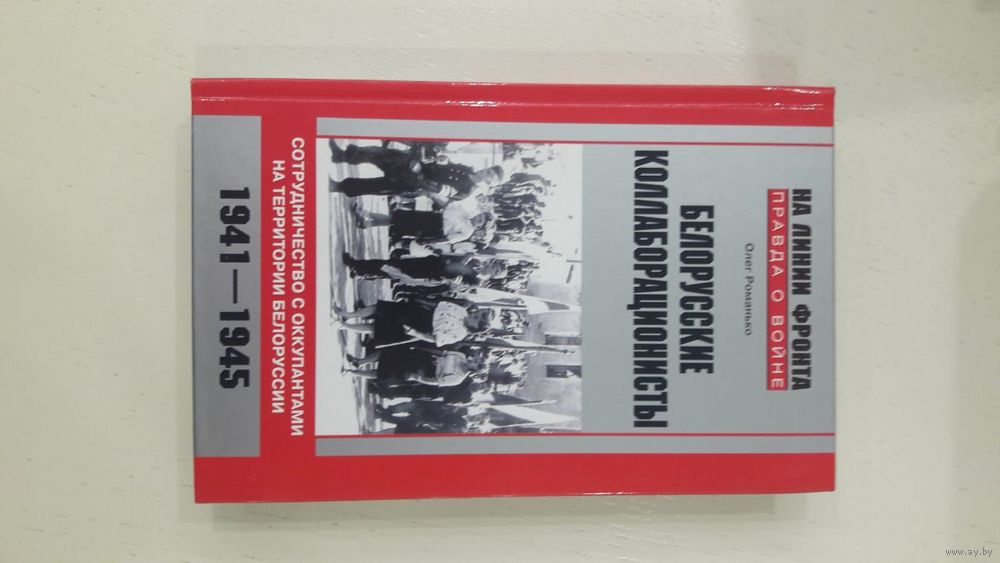 НА ЛИНИИ ФРОНТА
ПРАВДА О ВОЙНЕ
Олег Романько
БЕЛОРУССКИЕ
КОЛЛАБОРАЦИОНИСТЫ
СОТРУДНИЧЕСТВО С ОККУПАНТАМИ
НА ТЕРРИТОРИИ БЕЛОРУССИИ
1941—1945
www.ay.by